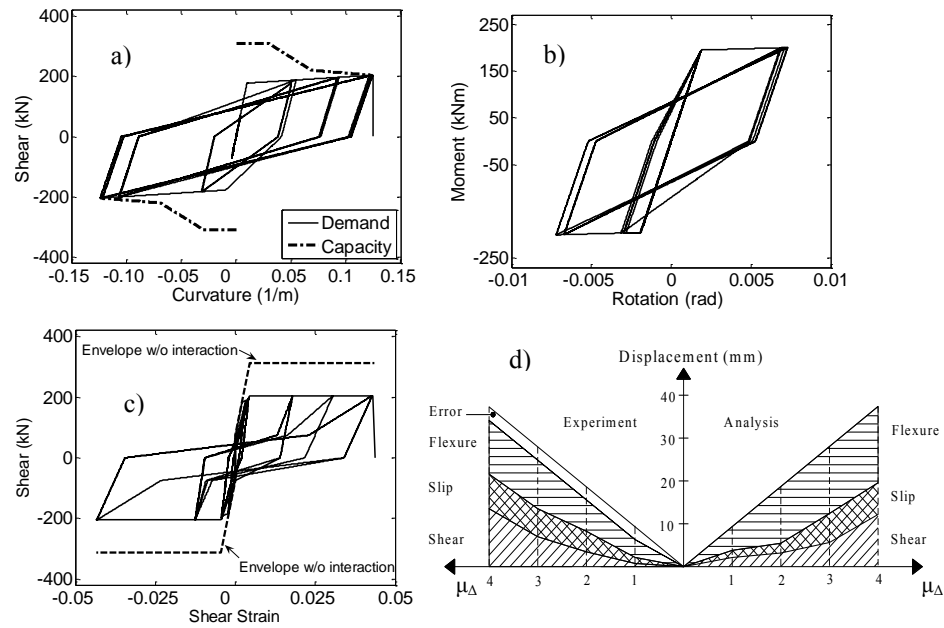 a)
400
200
0
-200
-400
Shear (kN)
-0.15
-0.10
-0.05
0
0.05
0.10
0.15
Curvature (1/m)
Demand
Capacity
b)
250
150
50
-50
-150
-250
Moment (kNm)
-0.01
-0.005
0
0.005
0.01
Rotation (rad)
c)
400
200
0
-200
-400
Shear (kN)
Envelope w/o interaction
Envelope w/o interaction
-0.05
-0.025
0
0.025
0.05
Shear Strain
d)
Displacement (mm)
40
30
20
10
Error
Experiment
Analysis
Flexure
Flexure
Slip
Slip
Shear
Shear
4
3
2
1
1
2
3
4
μΔ
μΔ